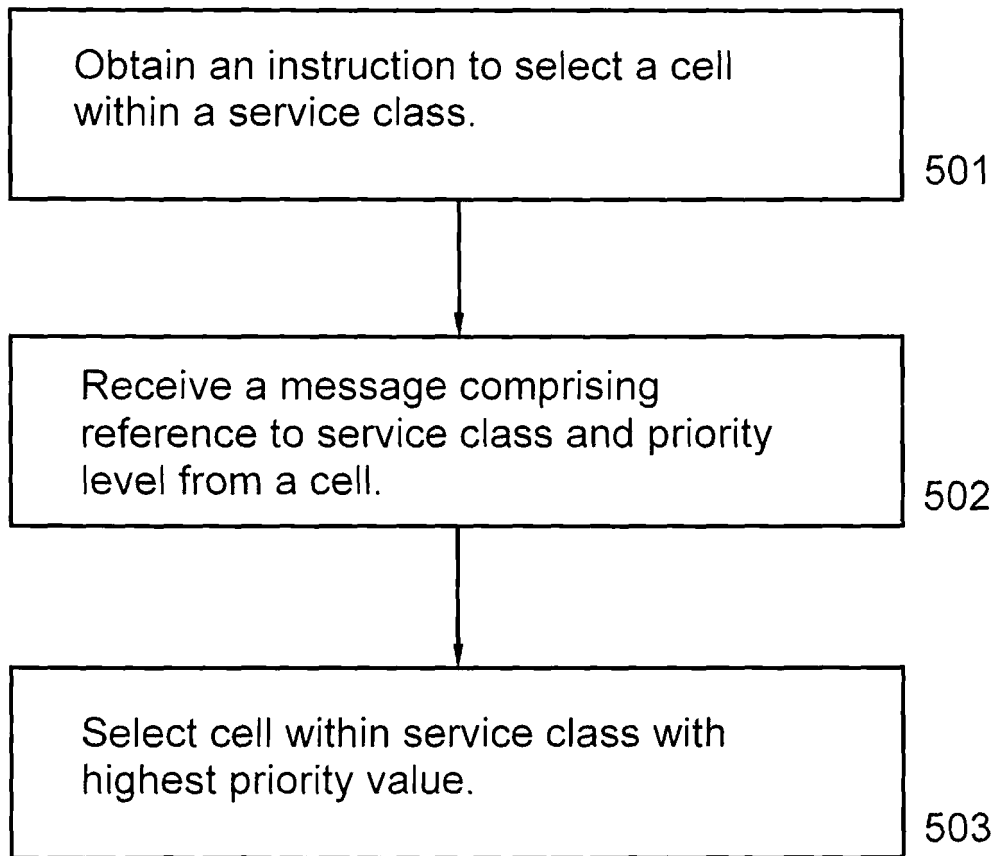 Obtain an instruction to select a cell
within a service class.
501
Receive a message comprising
reference to service class and priority
level from a cell.
502
Select cell within service class with
highest priority value.
503